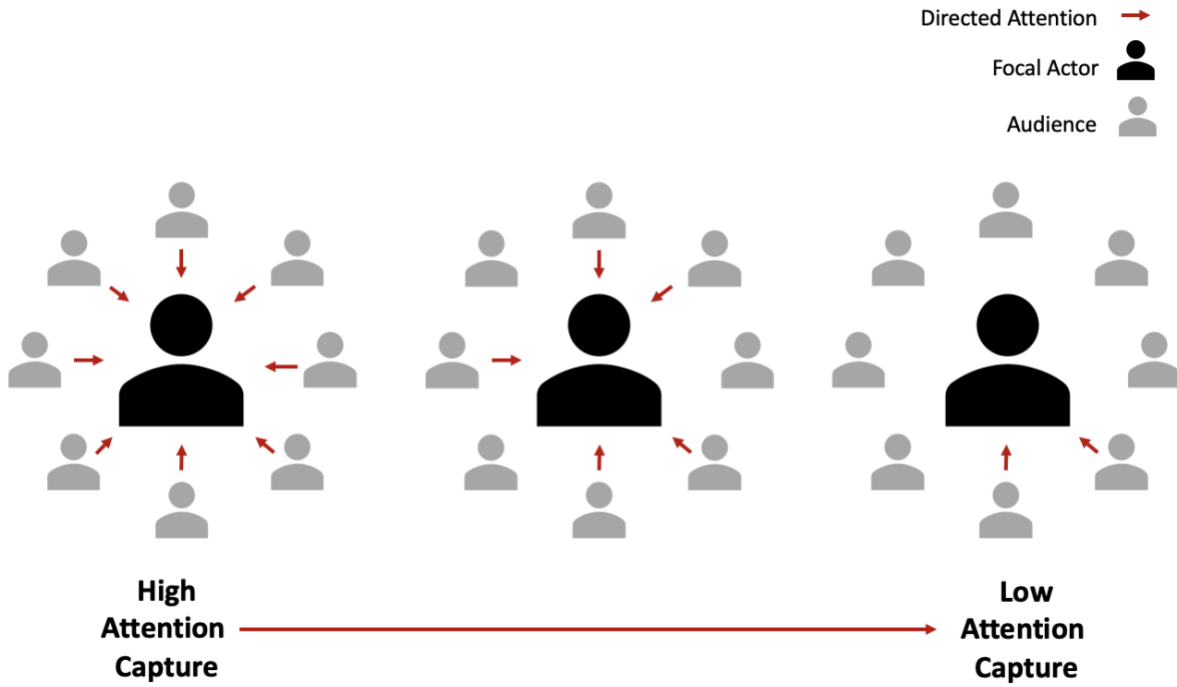 Directed Attention
Focal Actor
Audience
High
Attention
Capture
Low
Attention
Capture